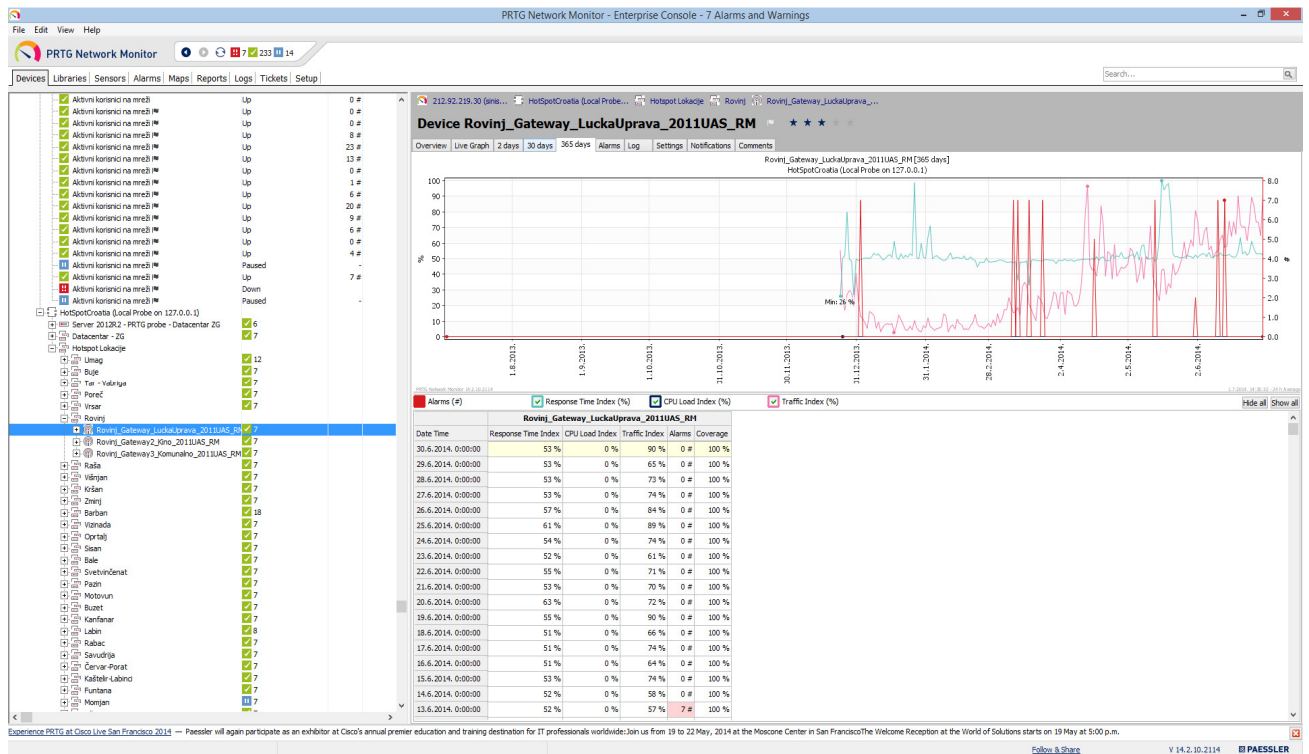 PRTG Network Monitor - Enterprise Console - 7 Alarms and Warnings
File Edit View Help
PRTG Network Monitor 7 233 14
Devices Libraries Sensors Alarms Maps Reports Logs Tickets Setup
Search...
Aktivni korisnici na mreži Up 0 #
Aktivni korisnici na mreži Up 0 #
Aktivni korisnici na mreži Up 0 #
Aktivni korisnici na mreži Up 8 #
Aktivni korisnici na mreži Up 23 #
Aktivni korisnici na mreži Up 13 #
Aktivni korisnici na mreži Up 0 #
Aktivni korisnici na mreži Up 1 #
Aktivni korisnici na mreži Up 6 #
Aktivni korisnici na mreži Up 20 #
Aktivni korisnici na mreži Up 9 #
Aktivni korisnici na mreži Up 6 #
Aktivni korisnici na mreži Up 0 #
Aktivni korisnici na mreži Up 4 #
Aktivni korisnici na mreži Paused -
Aktivni korisnici na mreži Up 7 #
Aktivni korisnici na mreži Down
Aktivni korisnici na mreži Paused -
HotSpotCroatia (Local Probe on 127.0.0.1)
Server 2012R2 - PRTG probe - Datacentar ZG 6
Datacentar - ZG 7
Hotspot Lokacije
Umag 12
Buje 7
Tar - Vabriga 7
Poreč 7
Vrsar 7
Rovinj
Rovinj_Gateway_LuckaUprava_2011UAS_RM 7
Rovinj_Gateway2_Kino_2011UAS_RM 7
Rovinj_Gateway3_Komunalno_2011UAS_RM 7
Raša 7
Višnjan 7
Kršan 7
Zminj 7
Barban 18
Vizinada 7
Oprtalj 7
Sisan 7
Bale 7
Svetvinčenat 7
Pazin 7
Motovun 7
Buzet 7
Kanfanar 7
Labin 8
Rabac 7
Savudrija 7
Červar-Porat 7
Kaštelir-Labinci 7
Funtana 7
Momjan 7
212.92.219.30 (sinis... HotSpotCroatia (Local Probe... Hotspot Lokacije Rovinj Rovinj_Gateway_LuckaUprava_...
Device Rovinj_Gateway_LuckaUprava_2011UAS_RM
Overview Live Graph 2 days 30 days 365 days Alarms Log Settings Notifications Comments
Rovinj_Gateway_LuckaUprava_2011UAS_RM [365 days]
HotSpotCroatia (Local Probe on 127.0.0.1)
100 8.0
90 7.0
80
70 6.0
60 5.0
50 % 4.0 #
40 3.0
30 2.0
Min: 26 %
20 1.0
10
0 0.0
1.8.2013. 1.9.2013. 1.10.2013. 31.10.2013. 30.11.2013. 31.12.2013. 31.1.2014. 28.2.2014. 2.4.2014. 2.5.2014. 2.6.2014.
PRTG Network Monitor 14.2.10.2114 1.7.2014. 14:30:32 - 24 h Average
Alarms (#) Response Time Index (%) CPU Load Index (%) Traffic Index (%) Hide all Show all
Rovinj_Gateway_LuckaUprava_2011UAS_RM
Date Time Response Time Index CPU Load Index Traffic Index Alarms Coverage
30.6.2014. 0:00:00 53 % 0 % 90 % 0 # 100 %
29.6.2014. 0:00:00 53 % 0 % 65 % 0 # 100 %
28.6.2014. 0:00:00 53 % 0 % 73 % 0 # 100 %
27.6.2014. 0:00:00 53 % 0 % 74 % 0 # 100 %
26.6.2014. 0:00:00 57 % 0 % 84 % 0 # 100 %
25.6.2014. 0:00:00 61 % 0 % 89 % 0 # 100 %
24.6.2014. 0:00:00 54 % 0 % 74 % 0 # 100 %
23.6.2014. 0:00:00 52 % 0 % 61 % 0 # 100 %
22.6.2014. 0:00:00 55 % 0 % 71 % 0 # 100 %
21.6.2014. 0:00:00 53 % 0 % 70 % 0 # 100 %
20.6.2014. 0:00:00 63 % 0 % 72 % 0 # 100 %
19.6.2014. 0:00:00 55 % 0 % 90 % 0 # 100 %
18.6.2014. 0:00:00 51 % 0 % 66 % 0 # 100 %
17.6.2014. 0:00:00 51 % 0 % 74 % 0 # 100 %
16.6.2014. 0:00:00 51 % 0 % 64 % 0 # 100 %
15.6.2014. 0:00:00 53 % 0 % 74 % 0 # 100 %
14.6.2014. 0:00:00 52 % 0 % 58 % 0 # 100 %
13.6.2014. 0:00:00 52 % 0 % 57 % 7 # 100 %
Experience PRTG at Cisco Live San Francisco 2014 — Paessler will again participate as an exhibitor at Cisco's annual premier education and training destination for IT professionals worldwide:Join us from 19 to 22 May, 2014 at the Moscone Center in San FranciscoThe Welcome Reception at the World of Solutions starts on 19 May at 5:00 p.m.
Follow & Share V 14.2.10.2114 PAESSLER